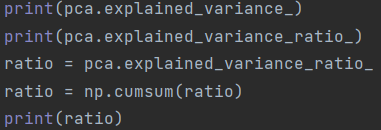 print(pca.explained_variance_)
print(pca.explained_variance_ratio_)
ratio = pca.explained_variance_ratio_
ratio = np.cumsum(ratio)
print(ratio)